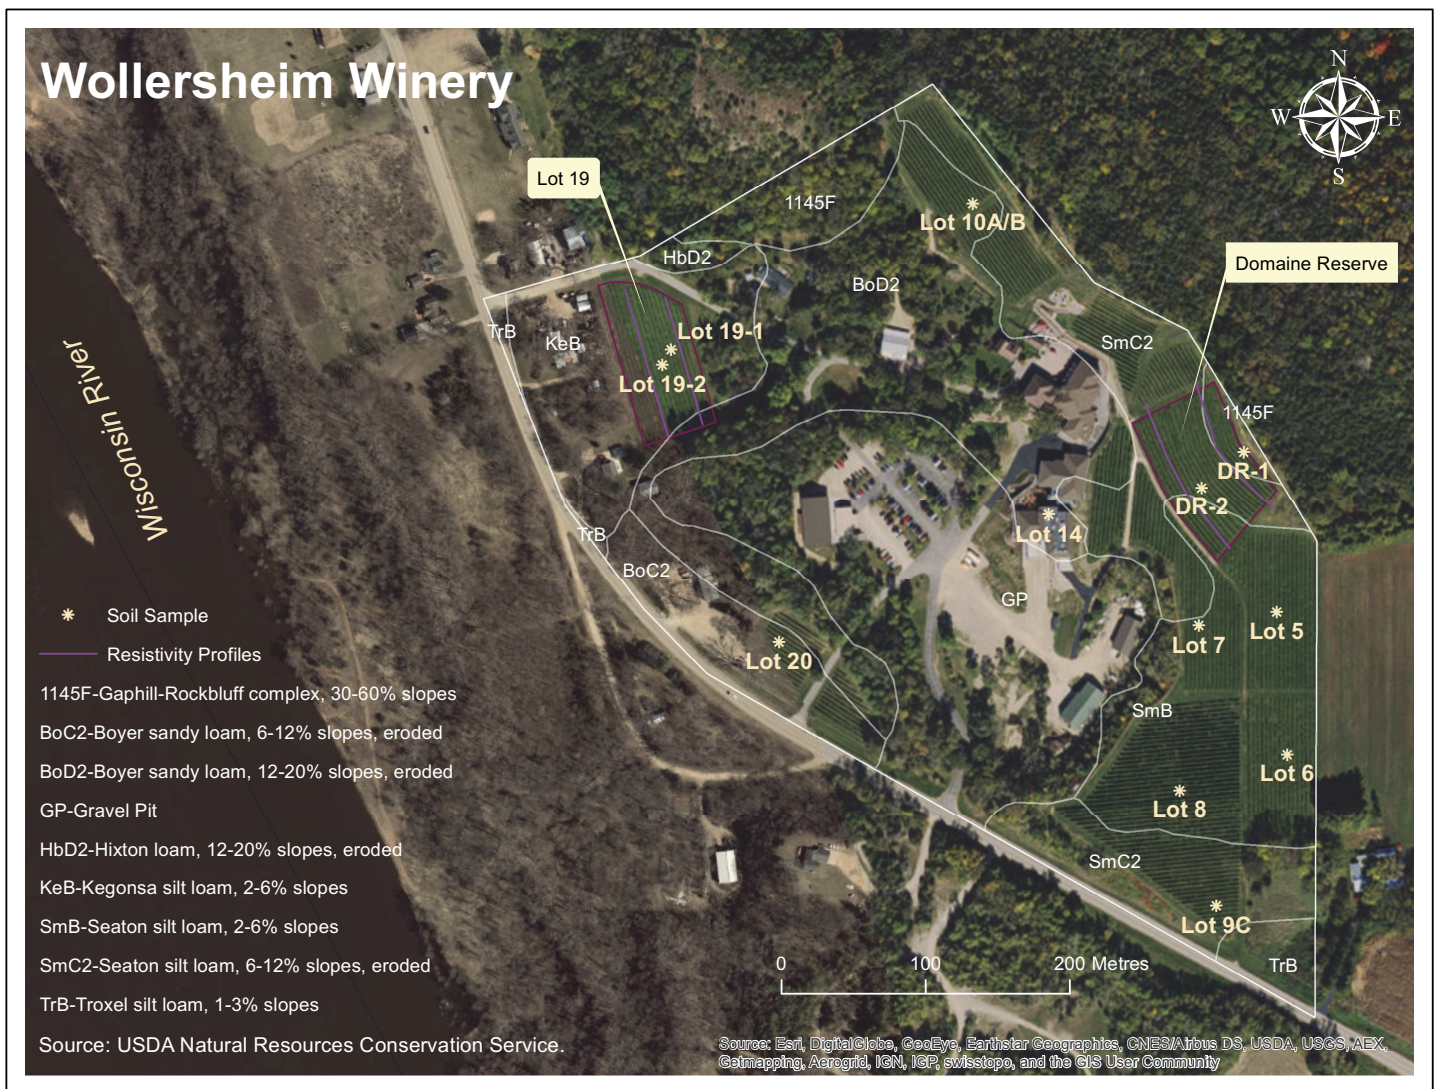 Wollersheim Winery
N
W E
S
Lot 19
1145F
Lot 10A/B
HbD2
Domaine Reserve
BoD2
TrB
KeB
Lot 19-1
SmC2
Lot 19-2
1145F
Wisconsin River
DR-1
DR-2
TrB
Lot 14
BoC2
GP
Soil Sample
Lot 5
Lot 7
Resistivity Profiles
Lot 20
1145F-Gaphill-Rockbluff complex, 30-60% slopes
SmB
BoC2-Boyer sandy loam, 6-12% slopes, eroded
BoD2-Boyer sandy loam, 12-20% slopes, eroded
Lot 6
GP-Gravel Pit
Lot 8
HbD2-Hixton loam, 12-20% slopes, eroded
SmC2
KeB-Kegonsa silt loam, 2-6% slopes
SmB-Seaton silt loam, 2-6% slopes
Lot 9C
SmC2-Seaton silt loam, 6-12% slopes, eroded
0 100 200 Metres
TrB
TrB-Troxel silt loam, 1-3% slopes
Source: USDA Natural Resources Conservation Service.
Source: Esri, DigitalGlobe, GeoEye, Earthstar Geographics, CNES/Airbus DS, USDA, USGS, AEX,
Getmapping, Aerogrid, IGN, IGP, swisstopo, and the GIS User Community